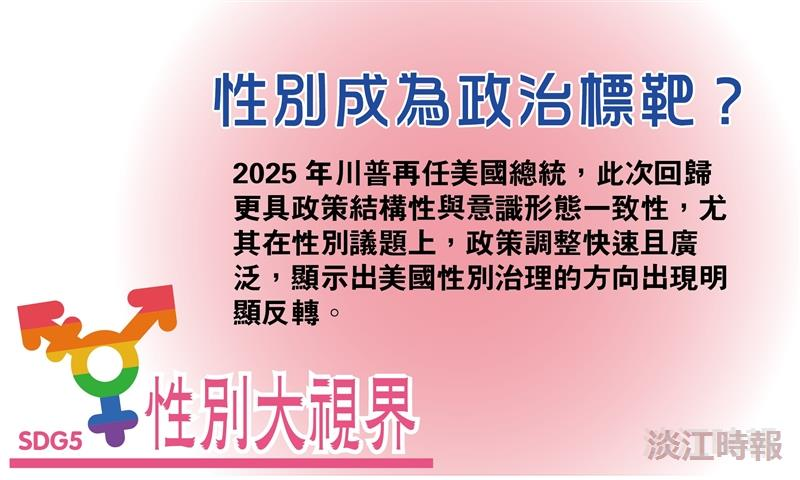 性別成為政治標靶？
2025 年川普再任美國總統，此次回歸
更具政策結構性與意識形態一致性，尤
其在性別議題上，政策調整快速且廣
泛，顯示出美國性別治理的方向出現明
顯反轉。
SDG5
性別大視界
淡江時報